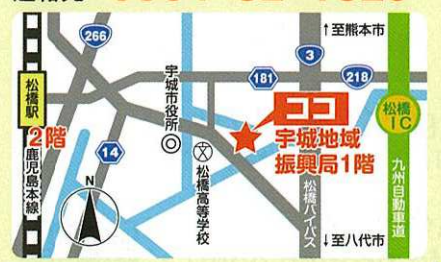 266
↑至熊本市
3
181
218
松橋駅
2階
鹿児島本線
宇城市役所
ココ
宇城地域
振興局1階
松橋
IC
14
松橋高等学校
松橋バイパス
九州自動車道
N
↓至八代市